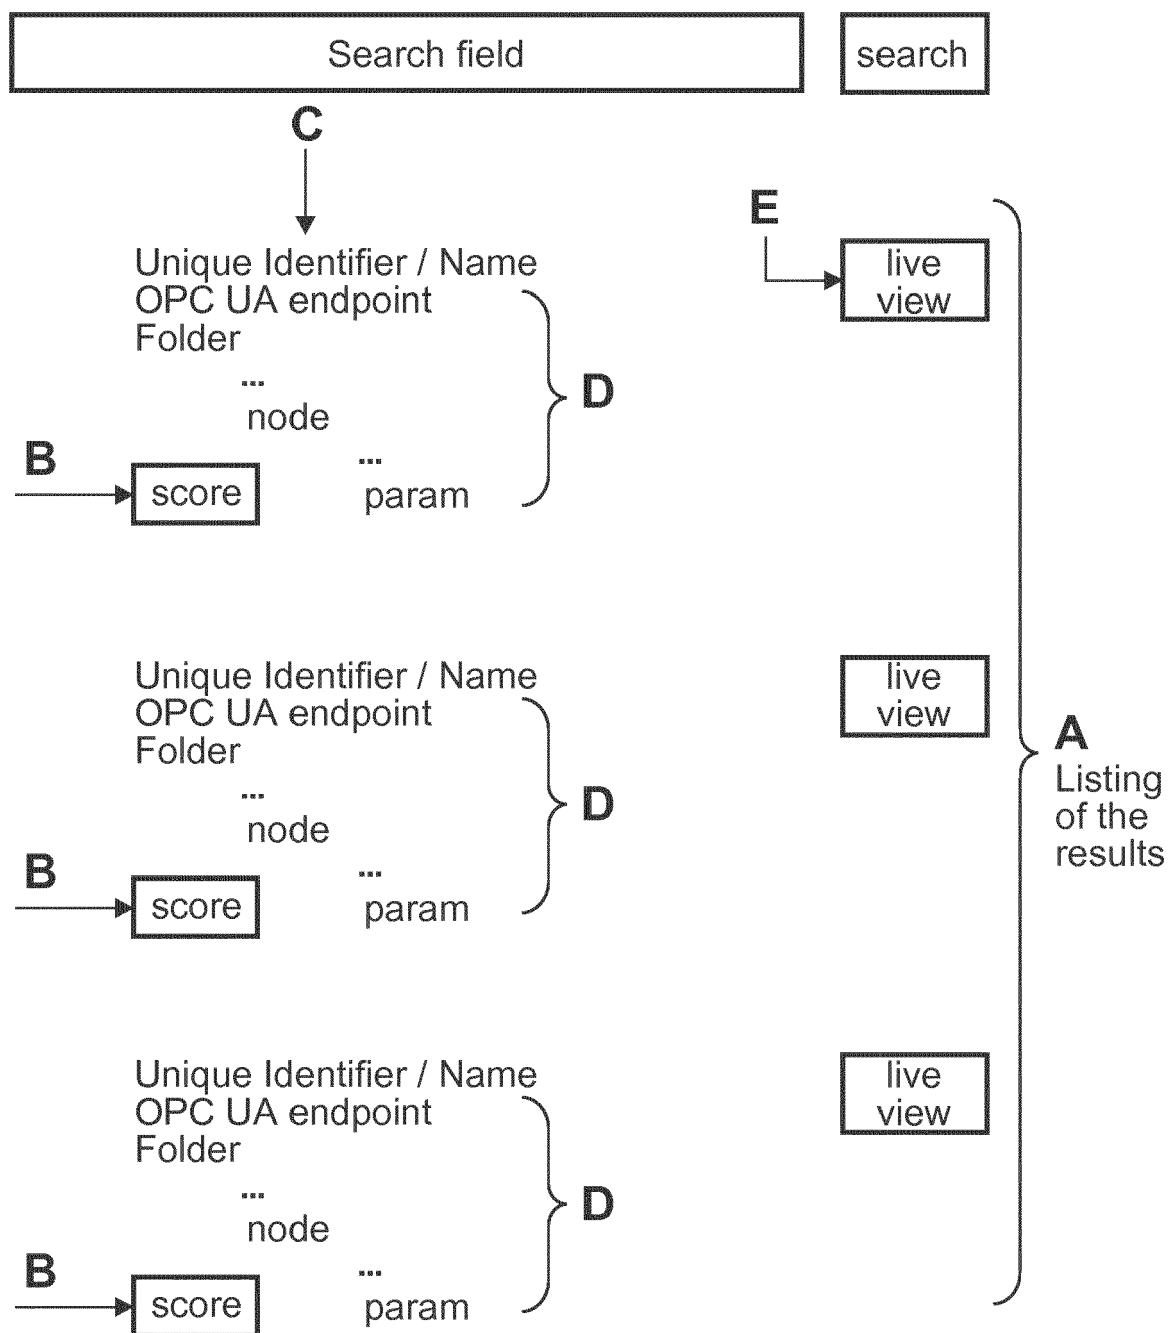 Search field
search
C
E
Unique Identifier / Name
OPC UA endpoint
Folder
...
node
...
param
D
B
score
live
view
Unique Identifier / Name
OPC UA endpoint
Folder
...
node
...
param
D
B
score
live
view
A
Listing
of the
results
Unique Identifier / Name
OPC UA endpoint
Folder
...
node
...
param
D
B
score
live
view